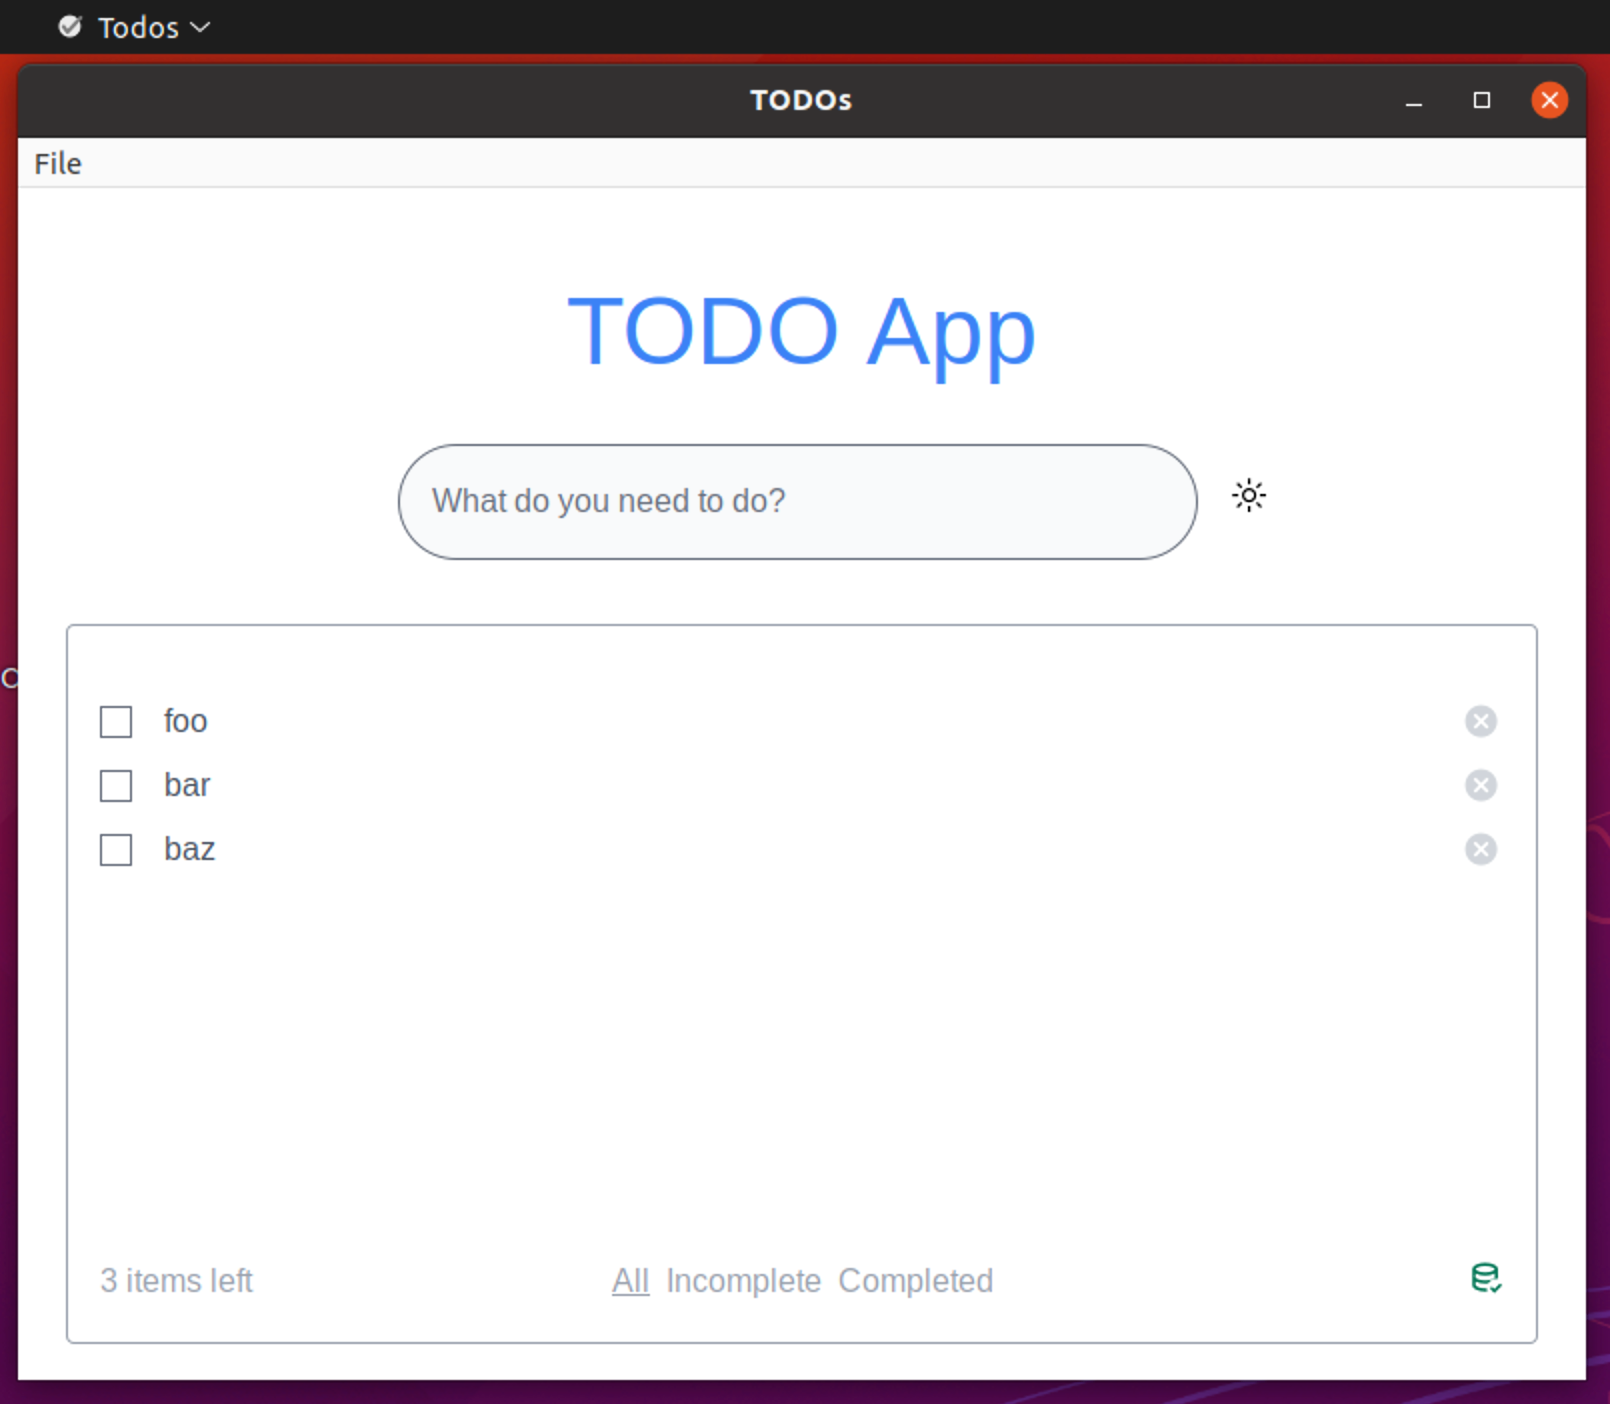 Todos
TODOs
File
TODO App
What do you need to do?
foo
bar
baz
3 items left
All Incomplete Completed